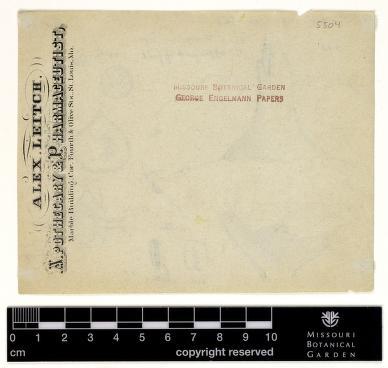 5504
MISSOURI BOTANICAL GARDEN
GEORGE ENGELMANN PAPERS
ALEX. LEITCH.
APOTHECARY & PHARMACEUTIST,
Marble Building, Cor. Fourth & Olive Sts. St. Louis, Mo.
0 1 2 3 4 5 6 7 8 9 10
cm
copyright reserved
MISSOURI
BOTANICAL
GARDEN